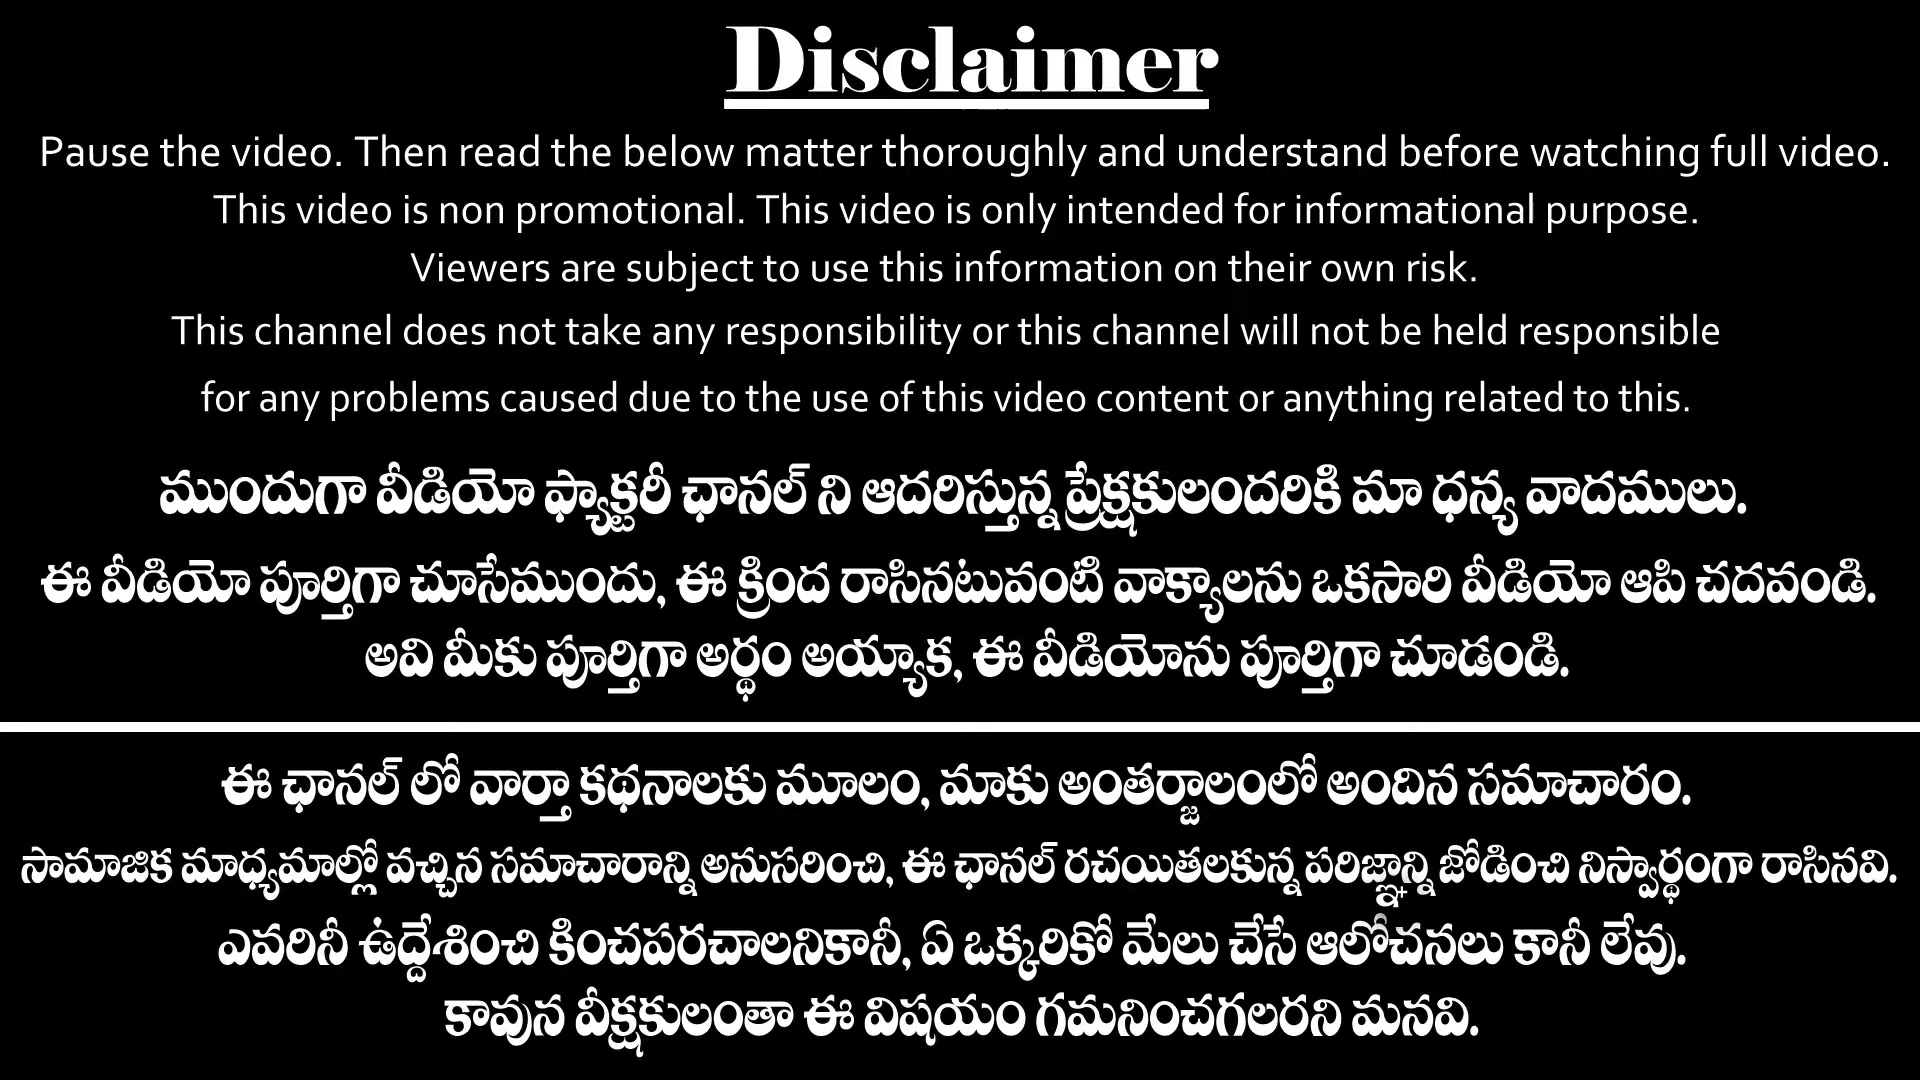 Disclaimer
Pause the video. Then read the below matter thoroughly and understand before watching full video.
This video is non promotional. This video is only intended for informational purpose.
Viewers are subject to use this information on their own risk.
This channel does not take any responsibility or this channel will not be held responsible
for any problems caused due to the use of this video content or anything related to this.
ముందుగా వీడియో ఫ్యాక్టరీ ఛానల్ ని ఆదరిస్తున్న ప్రేక్షకులందరికి మా ధన్య వాదములు.
ఈ వీడియో పూర్తిగా చూసేముందు, ఈ క్రింద రాసినటువంటి వాక్యాలను ఒకసారి వీడియో ఆపి చదవండి.
అవి మీకు పూర్తిగా అర్థం అయ్యాక, ఈ వీడియోను పూర్తిగా చూడండి.
ఈ ఛానల్ లో వార్తా కథనాలకు మూలం, మాకు అంతర్జాలంలో అందిన సమాచారం.
సామాజిక మాధ్యమాల్లో వచ్చిన సమాచారాన్ని అనుసరించి, ఈ ఛానల్ రచయితలకున్న పరిజ్ఞాన్ని జోడించి నిస్వార్థంగా రాసినవి.
ఎవరినీ ఉద్దేశించి కించపరచాలనికానీ, ఏ ఒక్కరికో మేలు చేసే ఆలోచనలు కానీ లేవు.
కావున వీక్షకులంతా ఈ విషయం గమనించగలరని మనవి.